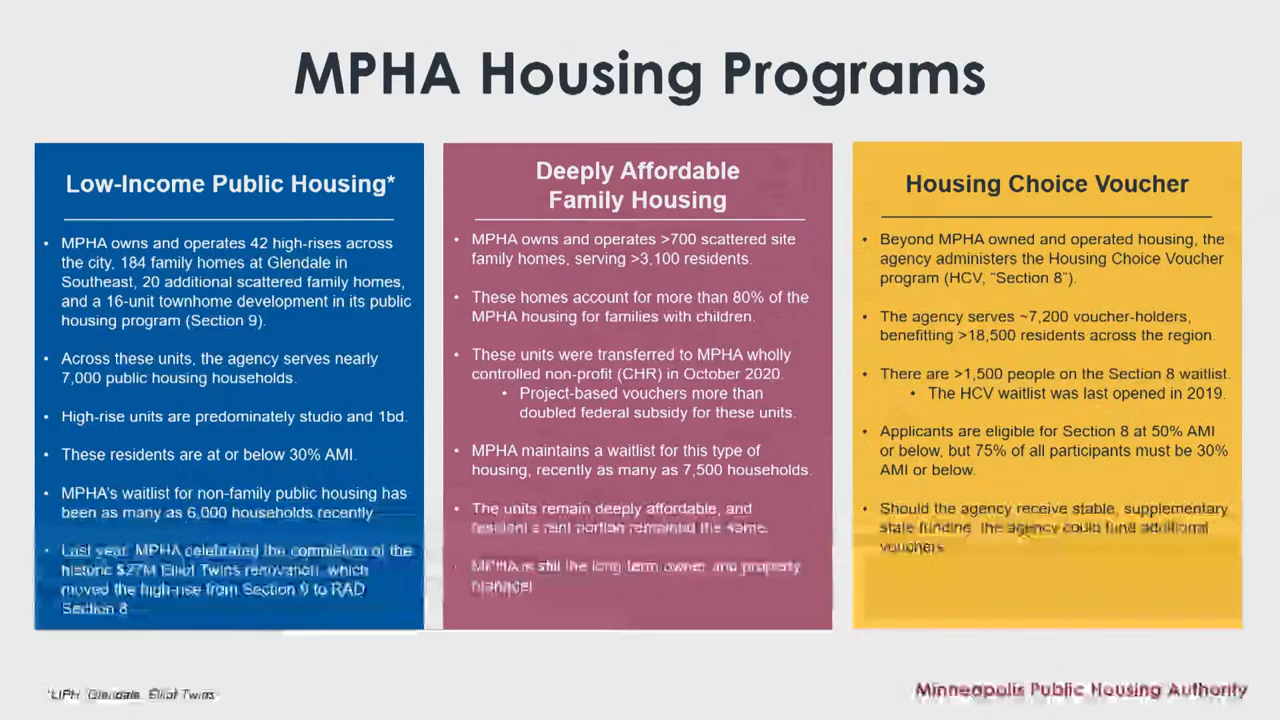 MPHA Housing Programs
Low-Income Public Housing*
• MPHA owns and operates 42 high-rises across
the city, 184 family homes at Glendale in
Southeast, 20 additional scattered family homes,
and a 16-unit townhome development in its public
housing program (Section 9).
• Across these units, the agency serves nearly
7,000 public housing households.
• High-rise units are predominately studio and 1bd.
• These residents are at or below 30% AMI.
• MPHA's waitlist for non-family public housing has
been as many as 6,000 households recently
• Last year, MPHA celebrated the completion of the
historic $27M Elliot Twins renovation, which
moved the high-rise from Section 9 to RAD
Section 8
Deeply Affordable
Family Housing
• MPHA owns and operates >700 scattered site
family homes, serving >3,100 residents.
• These homes account for more than 80% of the
MPHA housing for families with children.
• These units were transferred to MPHA wholly
controlled non-profit (CHR) in October 2020.
• Project-based vouchers more than
doubled federal subsidy for these units.
• MPHA maintains a waitlist for this type of
housing, recently as many as 7,500 households.
• The units remain deeply affordable, and
resident's rent portion remained the same.
• MPHA is still the long term owner and property
manager
Housing Choice Voucher
• Beyond MPHA owned and operated housing, the
agency administers the Housing Choice Voucher
program (HCV, "Section 8").
• The agency serves ~7,200 voucher-holders,
benefitting >18,500 residents across the region.
• There are >1,500 people on the Section 8 waitlist.
• The HCV waitlist was last opened in 2019.
• Applicants are eligible for Section 8 at 50% AMI
or below, but 75% of all participants must be 30%
AMI or below.
• Should the agency receive stable, supplementary
state funding, the agency could fund additional
vouchers.
*LIPH, Glendale, Elliot Twins
Minneapolis Public Housing Authority